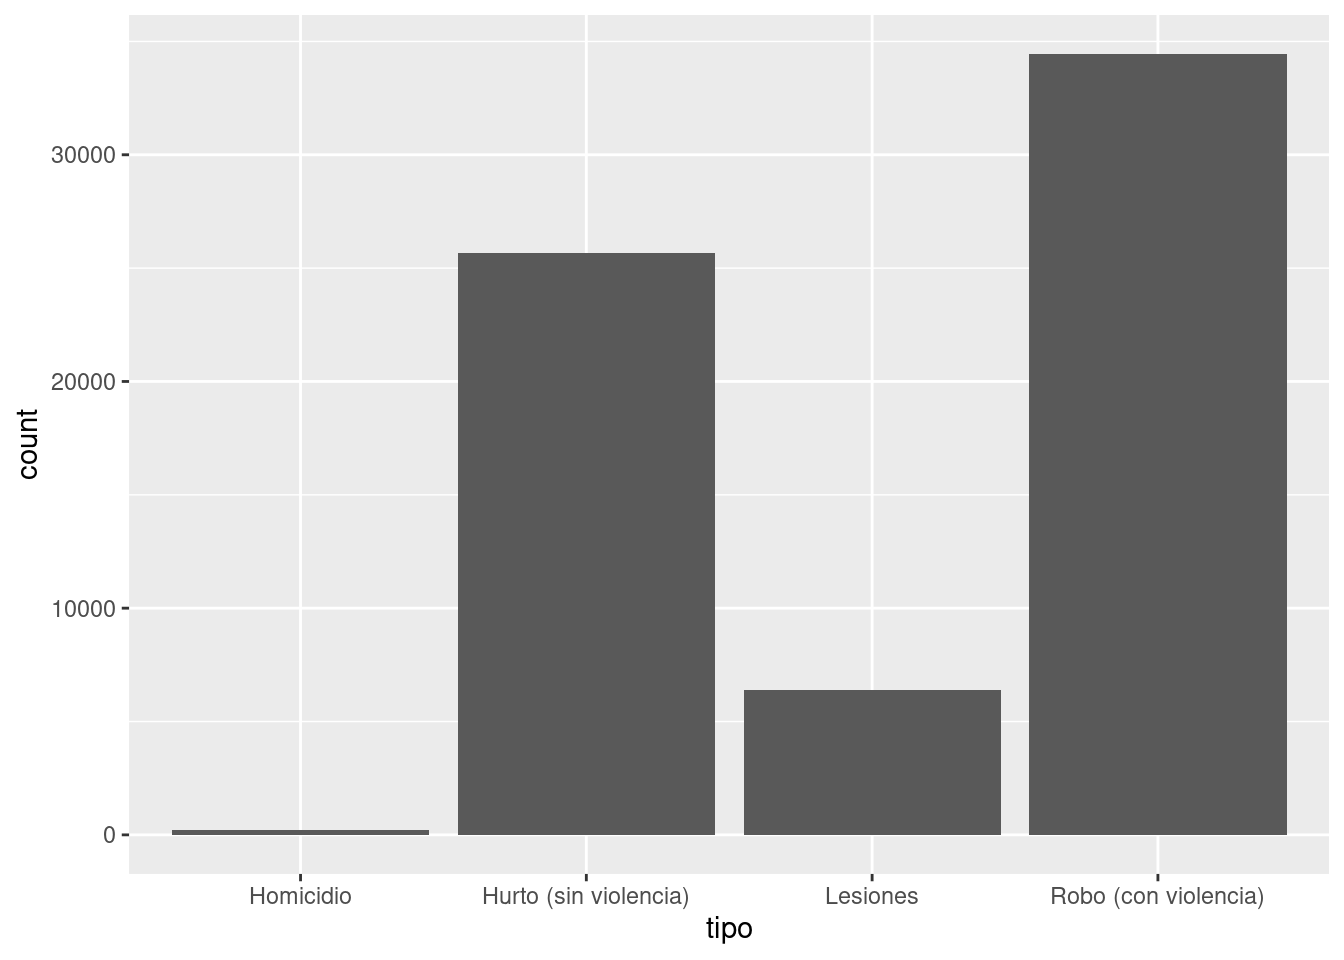 count
30000
20000
10000
0
Homicidio
Hurto (sin violencia)
Lesiones
Robo (con violencia)
tipo